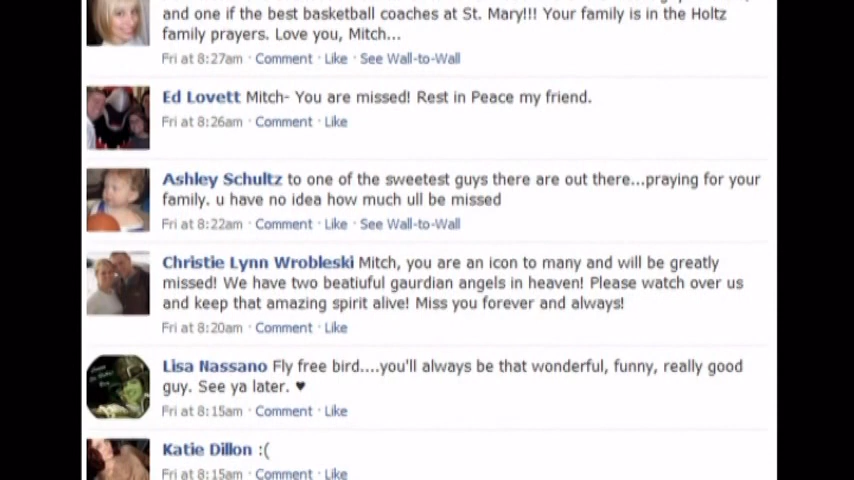 and one if the best basketball coaches at St. Mary!!! Your family is in the Holtz
family prayers. Love you, Mitch...
Fri at 8:27am · Comment · Like · See Wall-to-Wall
Ed Lovett Mitch- You are missed! Rest in Peace my friend.
Fri at 8:26am · Comment · Like
Ashley Schultz to one of the sweetest guys there are out there...praying for your
family. u have no idea how much ull be missed
Fri at 8:22am · Comment · Like · See Wall-to-Wall
Christie Lynn Wrobleski Mitch, you are an icon to many and will be greatly
missed! We have two beatiuful gaurdian angels in heaven! Please watch over us
and keep that amazing spirit alive! Miss you forever and always!
Fri at 8:20am · Comment · Like
Lisa Nassano Fly free bird....you'll always be that wonderful, funny, really good
guy. See ya later. ♥
Fri at 8:15am · Comment · Like
Katie Dillon :(
Fri at 8:15am · Comment · Like